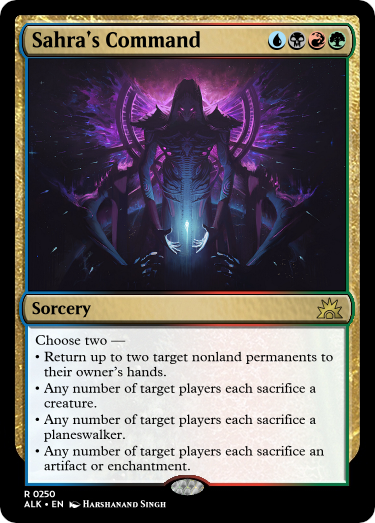 Sahra's Command
Sorcery
Choose two —
• Return up to two target nonland permanents to
their owner's hands.
• Any number of target players each sacrifice a
creature.
• Any number of target players each sacrifice a
planeswalker.
• Any number of target players each sacrifice an
artifact or enchantment.
R 0250
ALK • EN Harshanand Singh